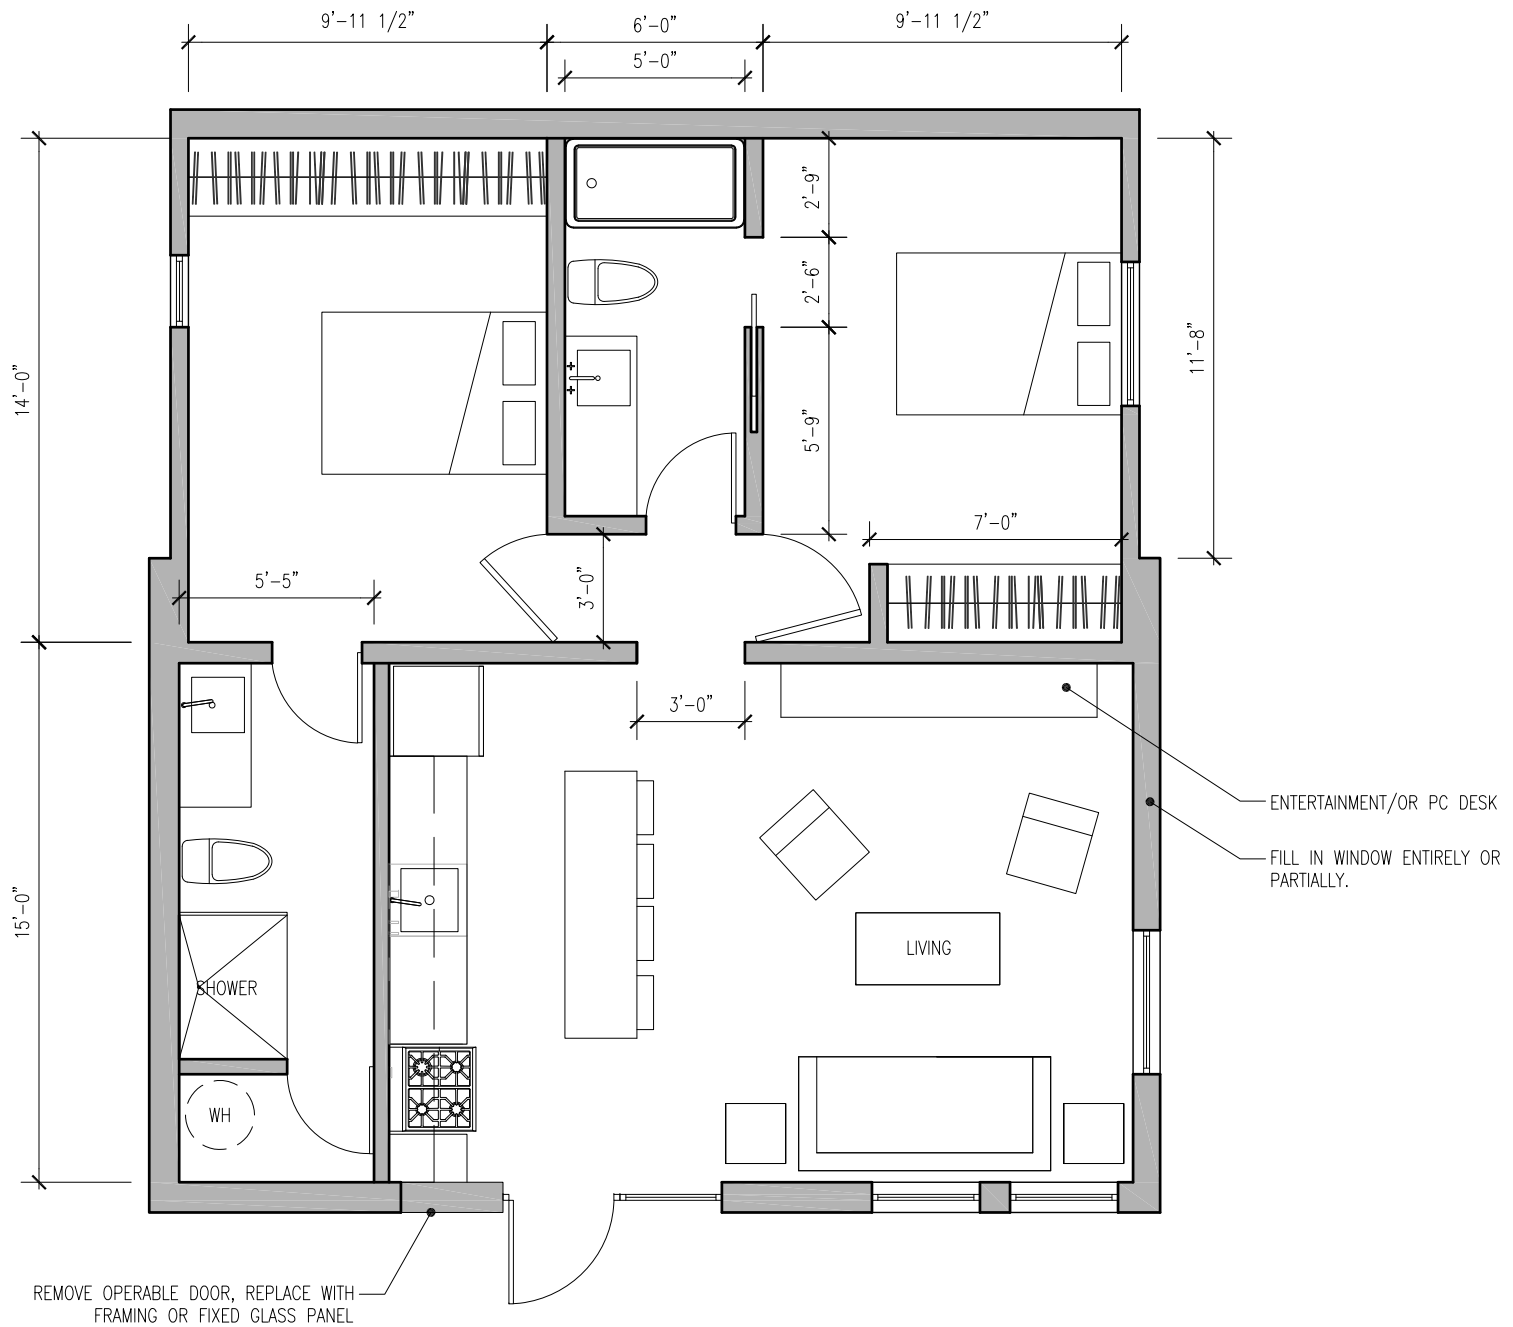 9'-11 1/2"
6'-0"
9'-11 1/2"
5'-0"
2'-9"
2'-6"
11'-8"
14'-0"
5'-9"
7'-0"
5'-5"
3'-0"
3'-0"
ENTERTAINMENT/OR PC DESK
FILL IN WINDOW ENTIRELY OR
PARTIALLY.
15'-0"
LIVING
SHOWER
WH
REMOVE OPERABLE DOOR, REPLACE WITH
FRAMING OR FIXED GLASS PANEL